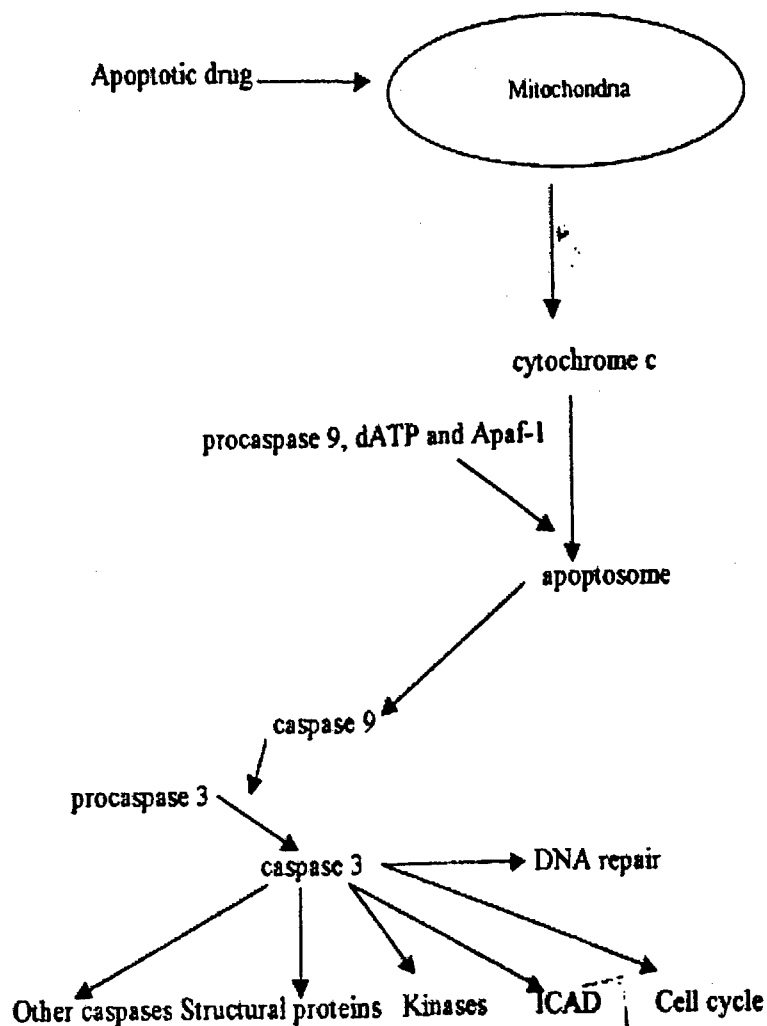 Apoptotic drug
Mitochondna
cytochrome c
procaspase 9, dATP and Apaf-1
apoptosome
caspase 9
procaspase 3
caspase 3
DNA repair
Other caspases Structural proteins Kinases ICAD Cell cycle